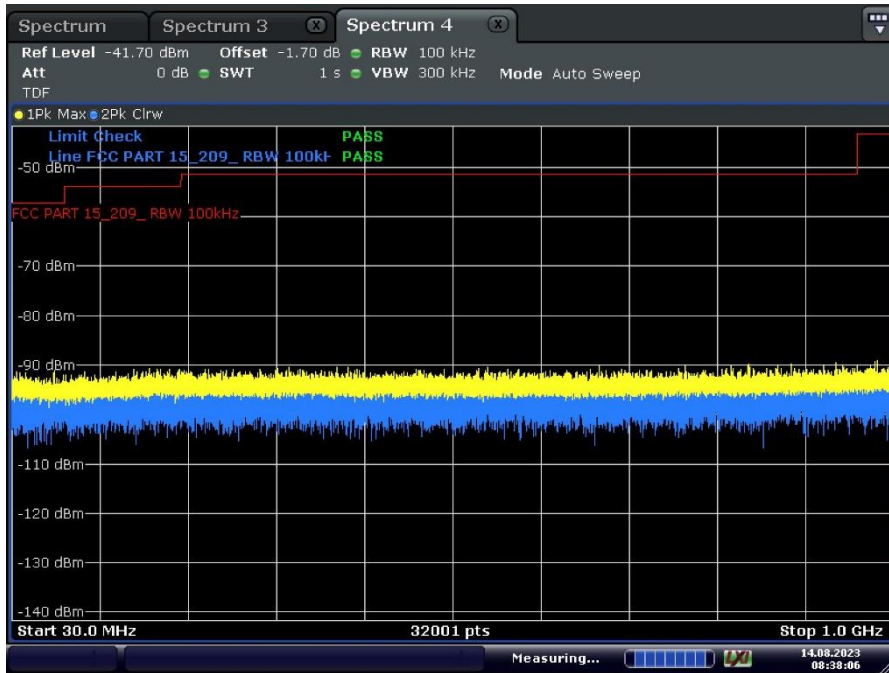 Spectrum Spectrum 3 X Spectrum 4 X
Ref Level -41.70 dBm Offset -1.70 dB RBW 100 kHz
Att 0 dB SWT 1 s VBW 300 kHz Mode Auto Sweep
TDF
1Pk Max 2Pk Clrw
Limit Check PASS
Line FCC PART 15_209_ RBW 100kH PASS
-50 dBm
FCC PART 15_209_ RBW 100kHz
-70 dBm
-80 dBm
-90 dBm
-110 dBm
-120 dBm
-130 dBm
-140 dBm
Start 30.0 MHz 32001 pts Stop 1.0 GHz
Measuring... LXI 14.08.2023
08:38:06